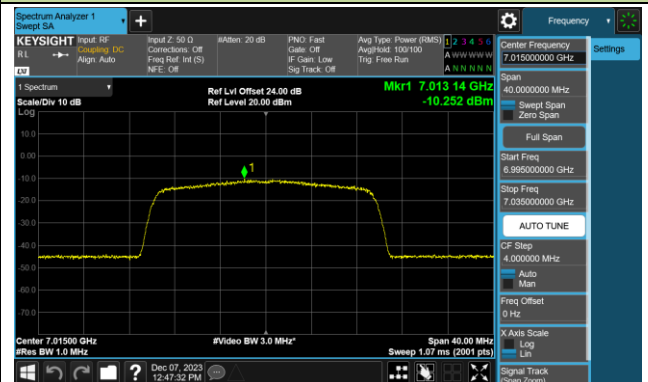 Spectrum Analyzer 1
Swept SA
Frequency
KEYSIGHT
RL
Input: RF
Coupling: DC
Align: Auto
Input Z: 50 Ω
Corrections: Off
Freq Ref: Int (S)
NFE: Off
#Atten: 20 dB
PNO: Fast
Gate: Off
IF Gain: Low
Sig Track: Off
Avg Type: Power (RMS)
Avg|Hold: 100/100
Trig: Free Run
1 2 3 4 5 6
A W W W W W
A N N N N N
Center Frequency
7.015000000 GHz
Settings
Span
40.0000000 MHz
Swept Span
Zero Span
Full Span
Start Freq
6.995000000 GHz
Stop Freq
7.035000000 GHz
AUTO TUNE
CF Step
4.000000 MHz
Auto
Man
Freq Offset
0 Hz
X Axis Scale
Log
Lin
Signal Track
(Span Zoom)
1 Spectrum
Scale/Div 10 dB
Log
Ref Lvl Offset 24.00 dB
Ref Level 20.00 dBm
Mkr1 7.013 14 GHz
-10.252 dBm
1
10.0
0.00
-10.0
-20.0
-30.0
-40.0
-50.0
-60.0
-70.0
Center 7.01500 GHz
#Res BW 1.0 MHz
#Video BW 3.0 MHz*
Span 40.00 MHz
Sweep 1.07 ms (2001 pts)
?
Dec 07, 2023
12:47:32 PM